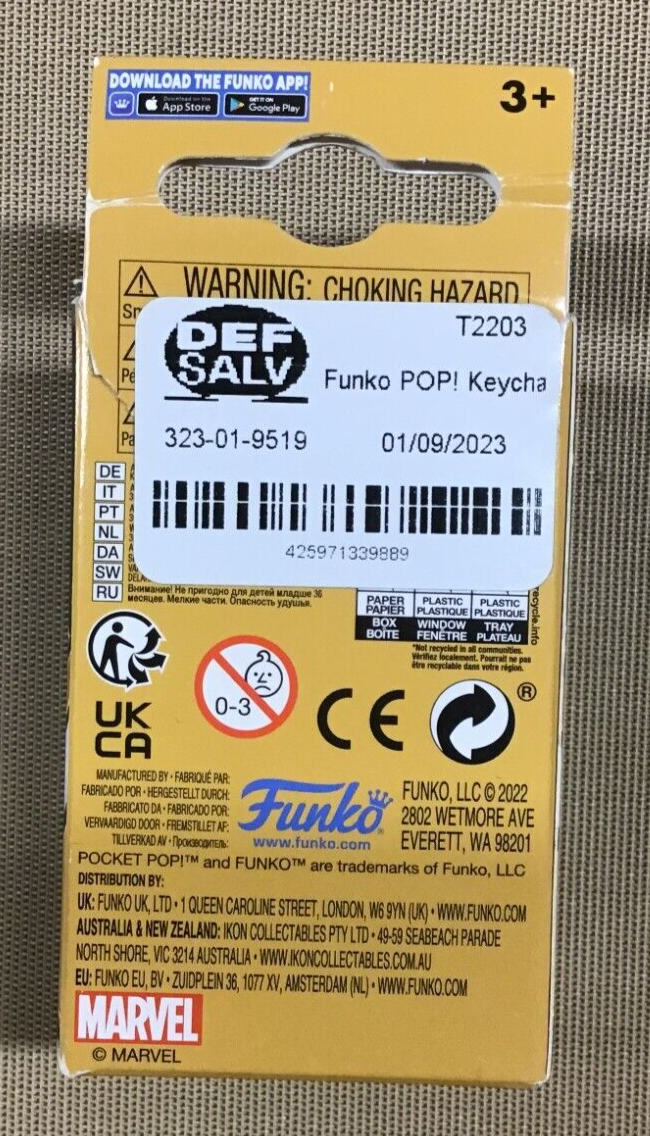 DOWNLOAD THE FUNKO APP!
Download on the App Store
GET IT ON Google Play
3+
WARNING: CHOKING HAZARD
DEF
SALV
T2203
Funko POP! Keycha
323-01-9519 01/09/2023
425971339889
DE
IT
PT
NL
DA
SW
RU
Внимание! Не пригодно для детей младше 36
месяцев. Мелкие части. Опасность удушья.
PAPER PLASTIC PLASTIC
PAPIER PLASTIQUE PLASTIQUE
BOX WINDOW TRAY
BOÎTE FENÊTRE PLATEAU
*Not recycled in all communities.
Vérifiez localement. Pourrait ne pas
être recyclable dans votre région.
recycle.info
UK
CA
0-3
CE
®
MANUFACTURED BY • FABRIQUÉ PAR:
FABRICADO POR • HERGESTELLT DURCH:
FABBRICATO DA • FABRICADO POR:
VERVAARDIGD DOOR • FREMSTILLET AF:
TILLVERKAD AV • Производитель:
Funko
www.funko.com
FUNKO, LLC © 2022
2802 WETMORE AVE
EVERETT, WA 98201
POCKET POP!™ and FUNKO™ are trademarks of Funko, LLC
DISTRIBUTION BY:
UK: FUNKO UK, LTD • 1 QUEEN CAROLINE STREET, LONDON, W6 9YN (UK) • WWW.FUNKO.COM
AUSTRALIA & NEW ZEALAND: IKON COLLECTABLES PTY LTD • 49-59 SEABEACH PARADE
NORTH SHORE, VIC 3214 AUSTRALIA • WWW.IKONCOLLECTABLES.COM.AU
EU: FUNKO EU, BV • ZUIDPLEIN 36, 1077 XV, AMSTERDAM (NL) • WWW.FUNKO.COM
MARVEL
© MARVEL